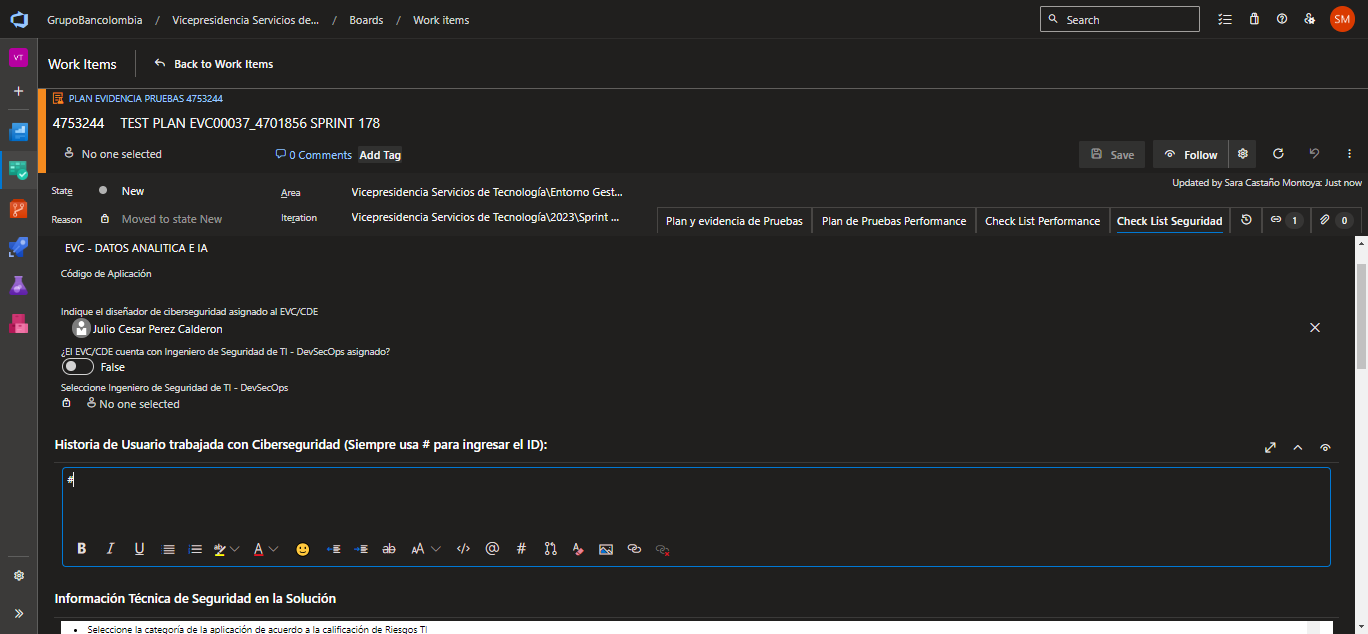 GrupoBancolombia / Vicepresidencia Servicios de... / Boards / Work items
Search
SM
VT
Work Items
Back to Work Items
PLAN EVIDENCIA PRUEBAS 4753244
4753244 TEST PLAN EVC00037_4701856 SPRINT 178
No one selected
0 Comments
Add Tag
Save
Follow
State New
Area Vicepresidencia Servicios de Tecnología\Entorno Gest...
Updated by Sara Castaño Montoya: Just now
Reason Moved to state New
Iteration Vicepresidencia Servicios de Tecnología\2023\Sprint ...
Plan y evidencia de Pruebas
Plan de Pruebas Performance
Check List Performance
Check List Seguridad
1
0
EVC - DATOS ANALITICA E IA
Código de Aplicación
Indique el diseñador de ciberseguridad asignado al EVC/CDE
Julio Cesar Perez Calderon
¿El EVC/CDE cuenta con Ingeniero de Seguridad de TI - DevSecOps asignado?
False
Seleccione Ingeniero de Seguridad de TI - DevSecOps
No one selected
Historia de Usuario trabajada con Ciberseguridad (Siempre usa # para ingresar el ID):
#
B I U A ab AA </> @ # A
Información Técnica de Seguridad en la Solución
• Seleccione la categoría de la aplicación de acuerdo a la calificación de Riesgos TI